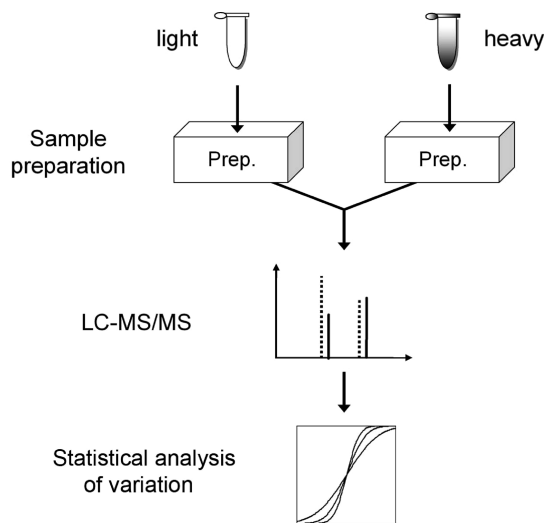 light
heavy
Sample
preparation
Prep.
Prep.
LC-MS/MS
Statistical analysis
of variation